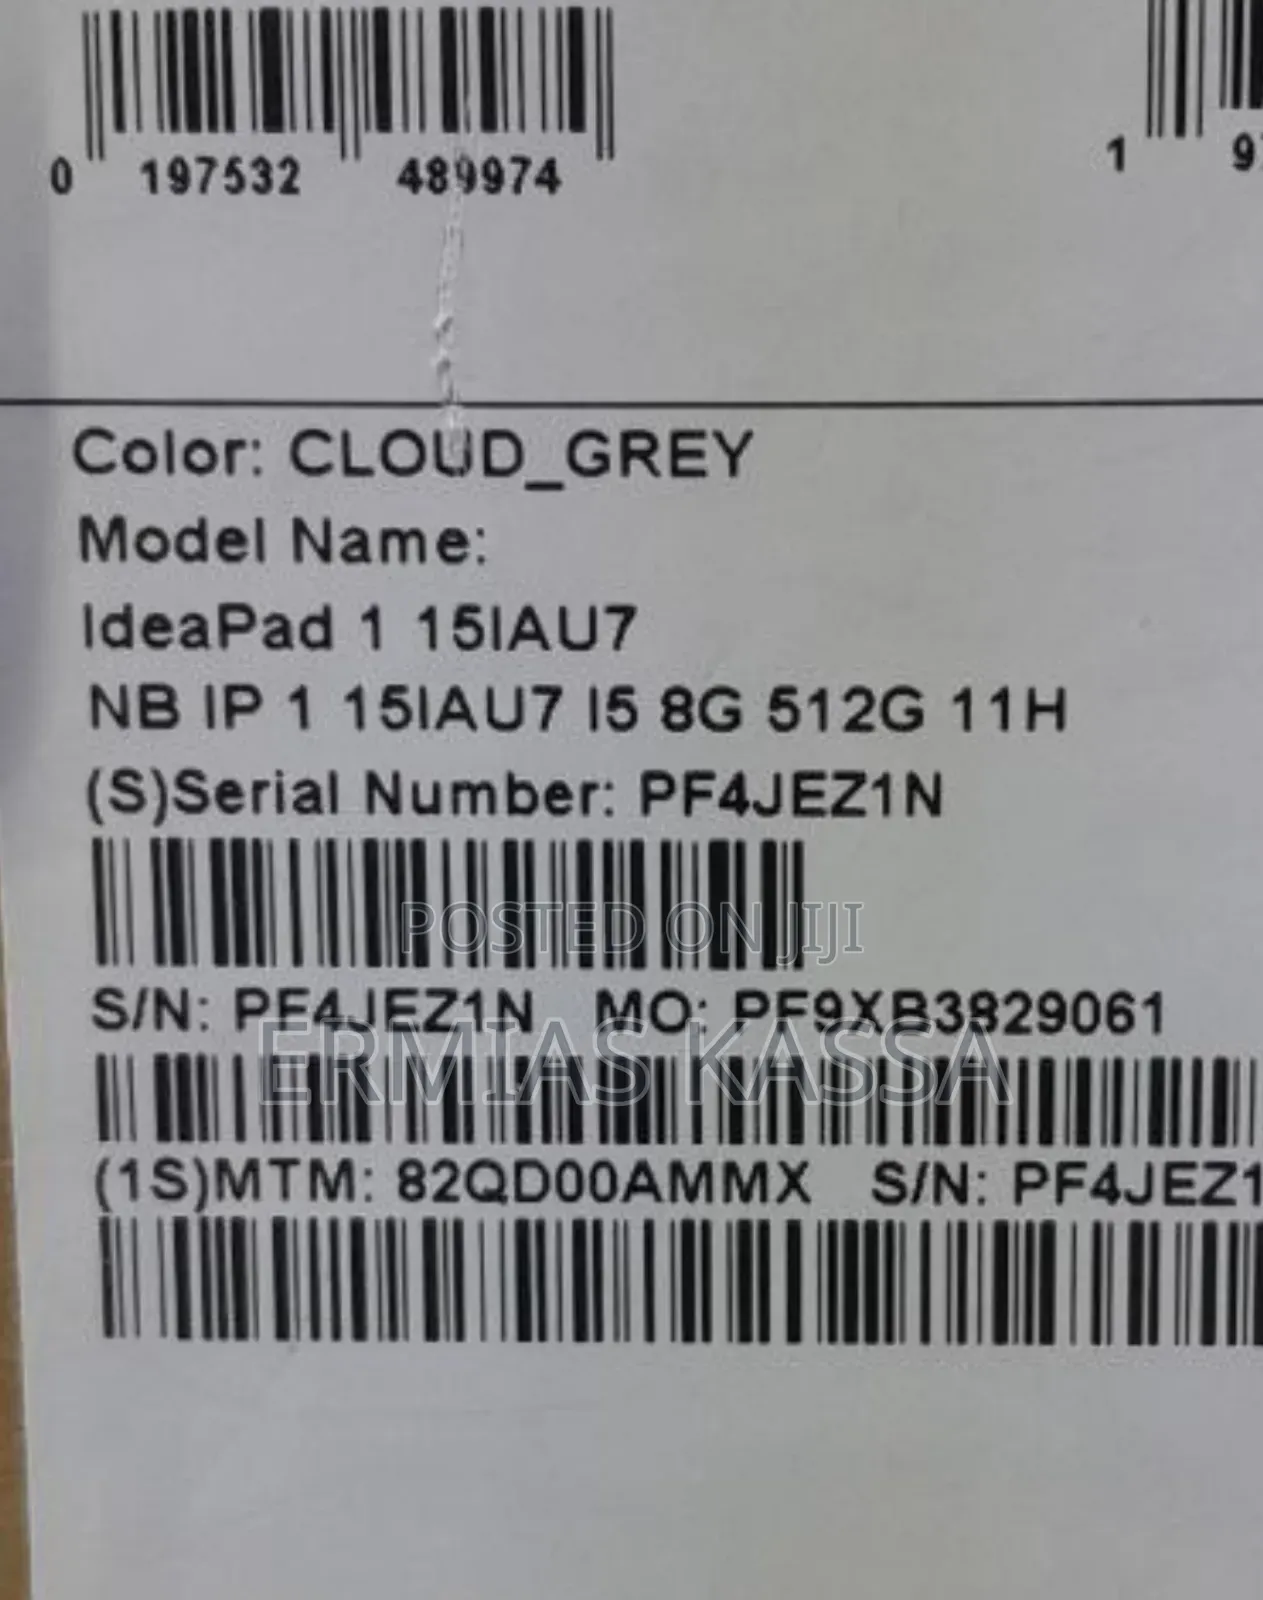 0 197532 489974
1 9
Color: CLOUD_GREY
Model Name:
IdeaPad 1 15IAU7
NB IP 1 15IAU7 I5 8G 512G 11H
(S)Serial Number: PF4JEZ1N
POSTED ON JIJI
S/N: PF4JEZ1N MO: PF9XB3829061
ERMIAS KASSA
(1S)MTM: 82QD00AMMX S/N: PF4JEZ1